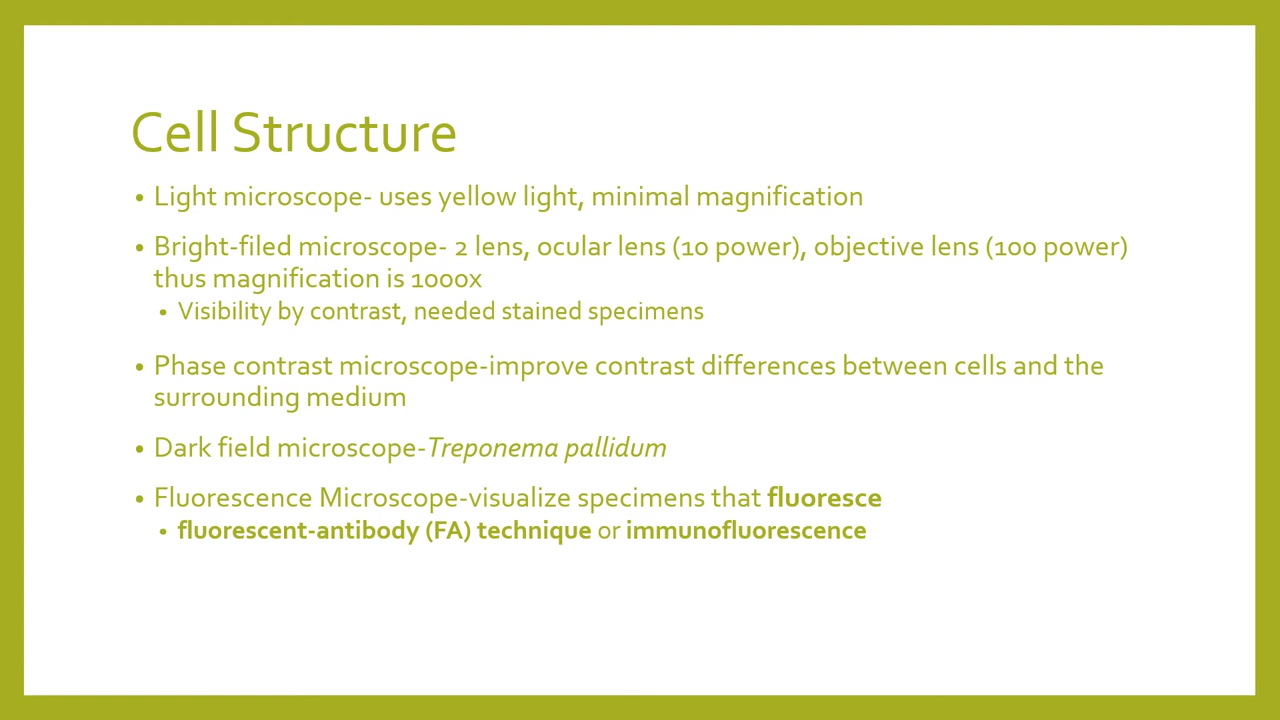 Cell Structure
• Light microscope- uses yellow light, minimal magnification
• Bright-filed microscope- 2 lens, ocular lens (10 power), objective lens (100 power)
thus magnification is 1000x
• Visibility by contrast, needed stained specimens
• Phase contrast microscope-improve contrast differences between cells and the
surrounding medium
• Dark field microscope-Treponema pallidum
• Fluorescence Microscope-visualize specimens that fluoresce
• fluorescent-antibody (FA) technique or immunofluorescence